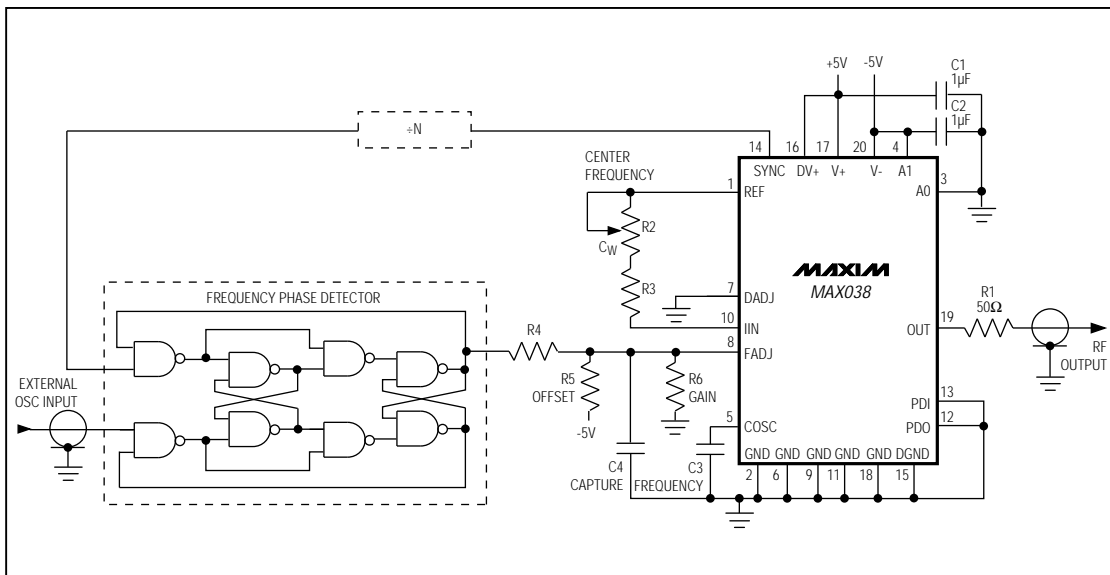 +5V
-5V
C1
1µF
C2
1µF
÷N
14
16
17
20
4
SYNC
DV+
V+
V-
A1
CENTER
FREQUENCY
1
REF
3
A0
R2
CW
R3
MAXIM
MAX038
7
DADJ
10
IIN
R1
50Ω
19
OUT
RF
OUTPUT
FREQUENCY PHASE DETECTOR
R4
8
FADJ
EXTERNAL
OSC INPUT
R5
OFFSET
-5V
R6
GAIN
13
PDI
12
PDO
5
COSC
C4
CAPTURE
C3
FREQUENCY
GND
GND
GND
GND
GND
DGND
2
6
9
11
18
15